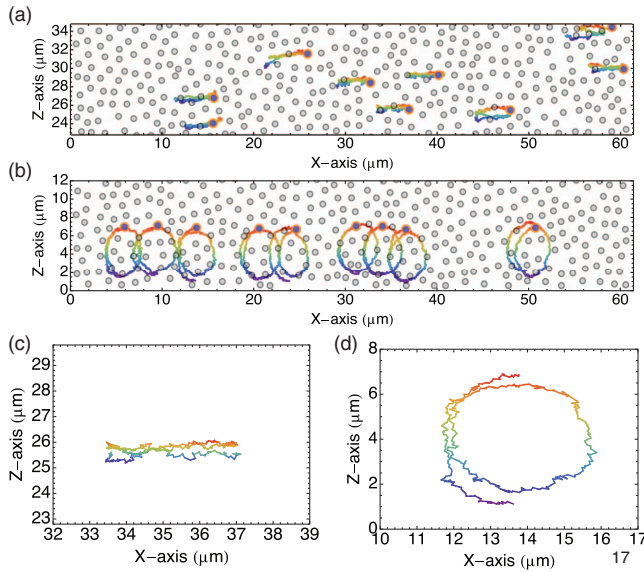 (a)
Z−axis (µm)
34
32
30
28
26
24
0 10 20 30 40 50 60
X−axis (µm)
(b)
Z−axis (µm)
12
10
8
6
4
2
0
0 10 20 30 40 50 60
X−axis (µm)
(c)
Z−axis (µm)
29
28
27
26
25
24
23
32 33 34 35 36 37 38 39
X−axis (µm)
(d)
Z−axis (µm)
8
6
4
2
0
10 11 12 13 14 15 16 17
X−axis (µm)
17